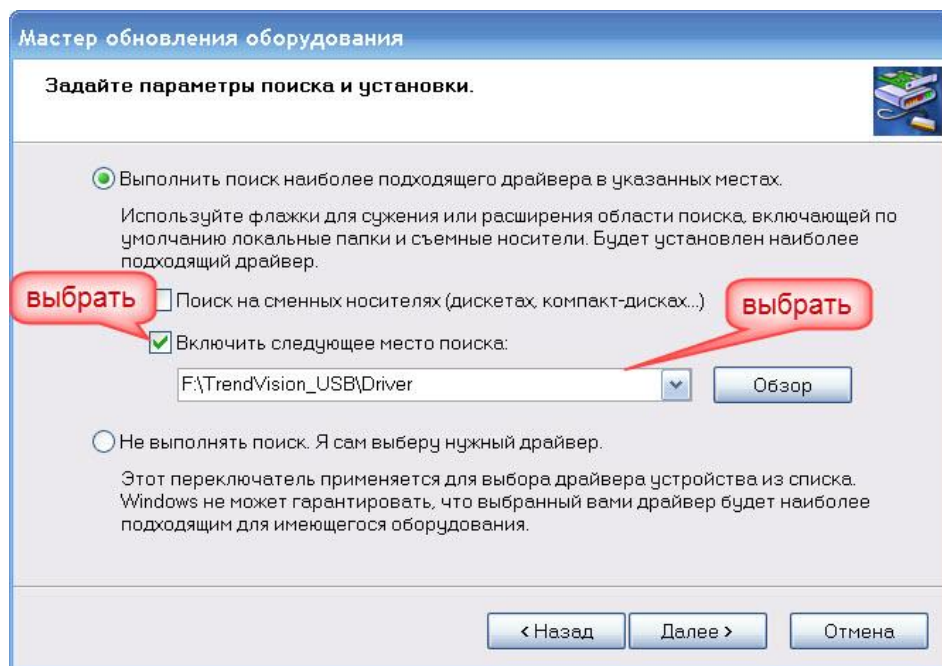 Мастер обновления оборудования
Задайте параметры поиска и установки.
Выполнить поиск наиболее подходящего драйвера в указанных местах.
Используйте флажки для сужения или расширения области поиска, включающей по
умолчанию локальные папки и съемные носители. Будет установлен наиболее
подходящий драйвер.
выбрать
Поиск на сменных носителях (дискетах, компакт-дисках...)
выбрать
Включить следующее место поиска:
F:\TrendVision_USB\Driver
Обзор
Не выполнять поиск. Я сам выберу нужный драйвер.
Этот переключатель применяется для выбора драйвера устройства из списка.
Windows не может гарантировать, что выбранный вами драйвер будет наиболее
подходящим для имеющегося оборудования.
< Назад
Далее >
Отмена